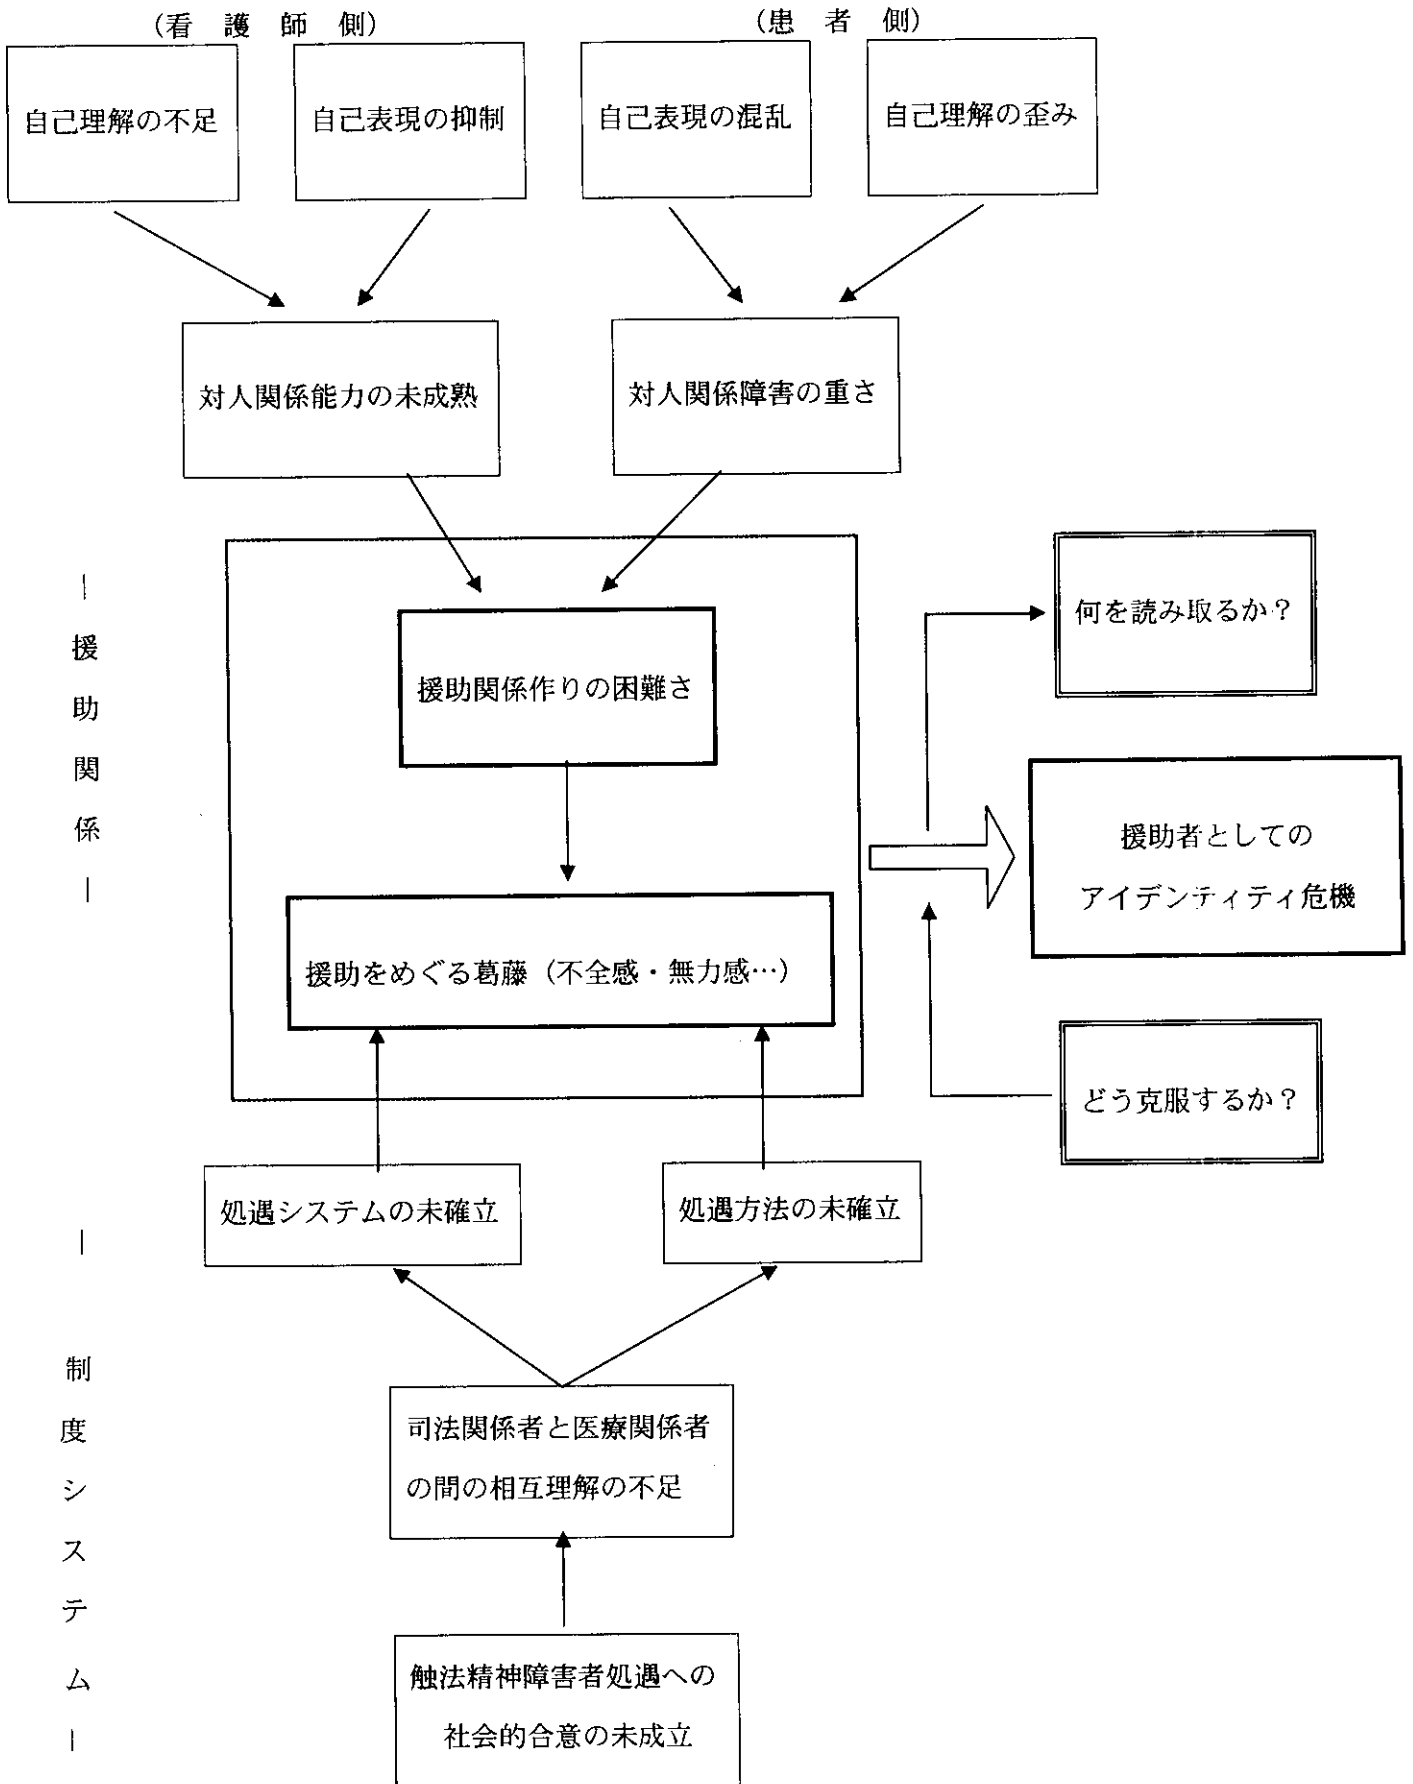 (看護師側)
(患者側)
自己理解の不足
自己表現の抑制
自己表現の混乱
自己理解の歪み
対人関係能力の未成熟
対人関係障害の重さ
―援助関係―
援助関係作りの困難さ
何を読み取るか？
援助者としての
アイデンティティ危機
援助をめぐる葛藤（不全感・無力感…）
どう克服するか？
処遇システムの未確立
処遇方法の未確立
―制度システム―
司法関係者と医療関係者
の間の相互理解の不足
触法精神障害者処遇への
社会的合意の未成立